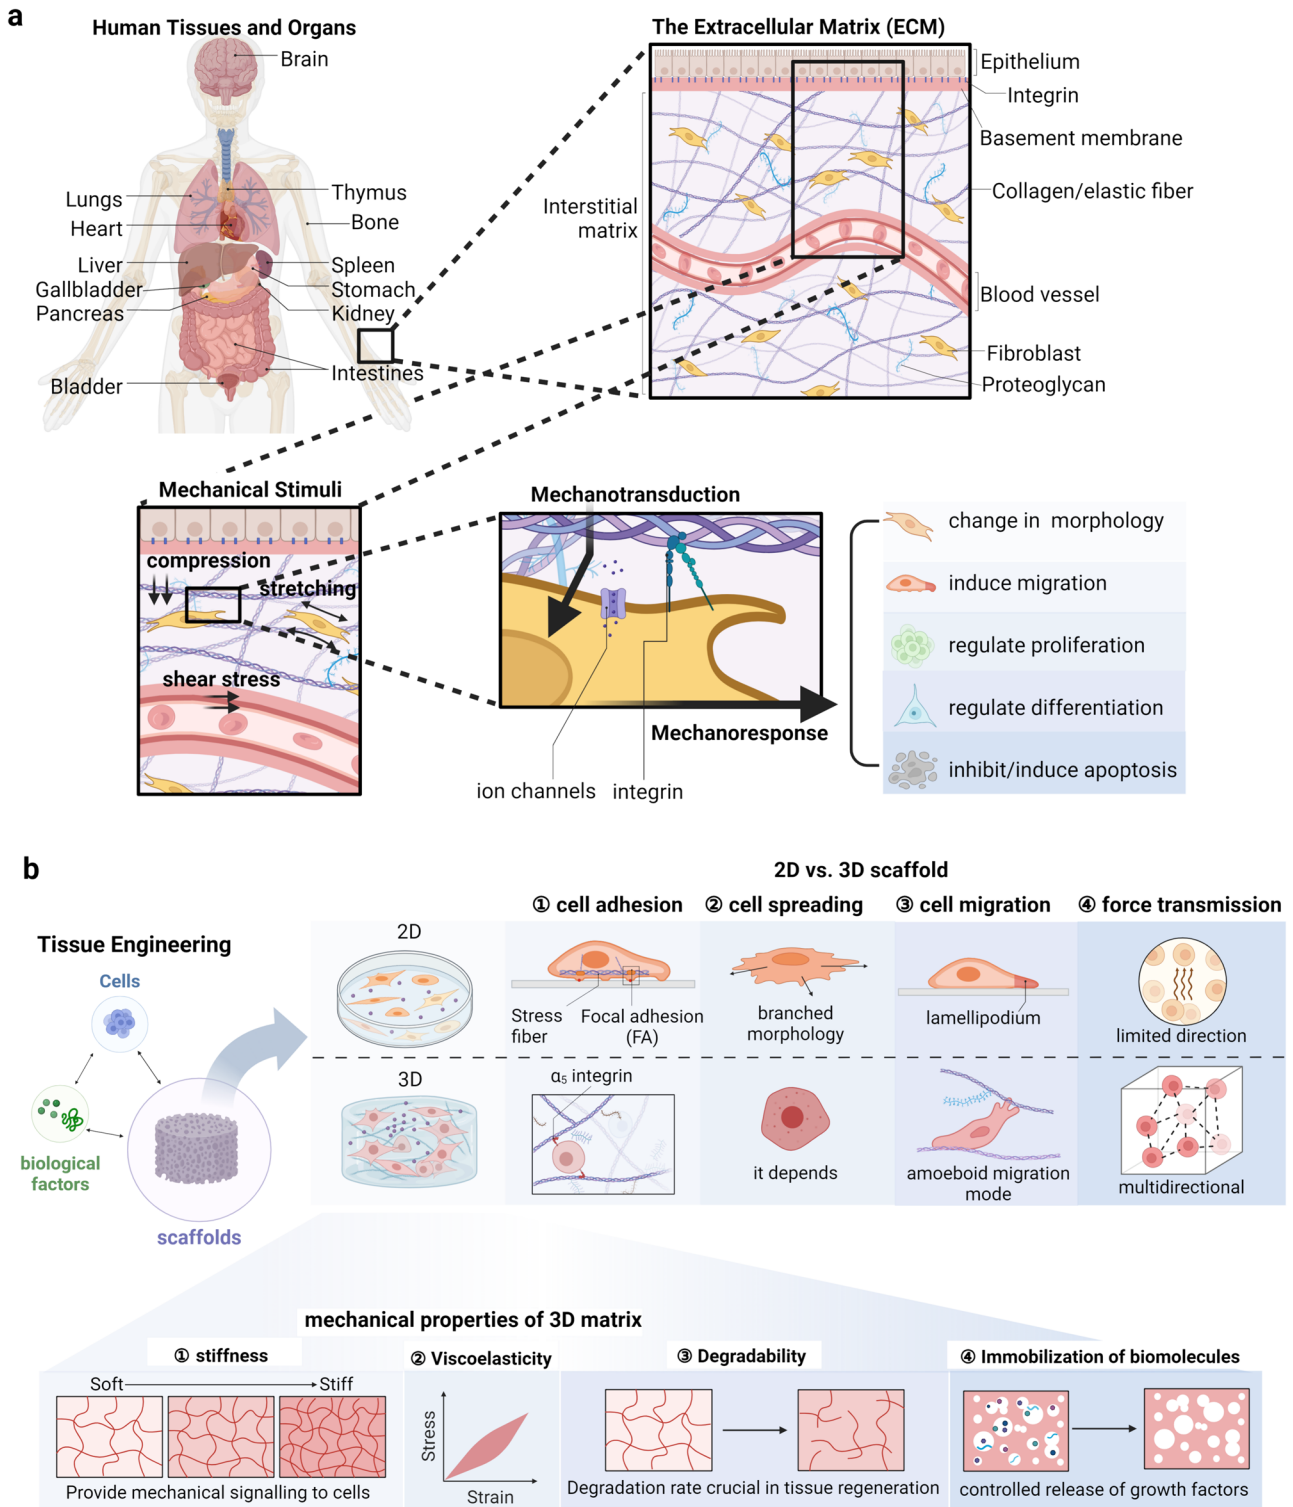 a
Human Tissues and Organs
Brain
Lungs
Heart
Liver
Gallbladder
Pancreas
Bladder
Thymus
Bone
Spleen
Stomach
Kidney
Intestines
The Extracellular Matrix (ECM)
Interstitial
matrix
Epithelium
Integrin
Basement membrane
Collagen/elastic fiber
Blood vessel
Fibroblast
Proteoglycan
Mechanical Stimuli
compression
stretching
shear stress
Mechanotransduction
Mechanoresponse
ion channels
integrin
change in morphology
induce migration
regulate proliferation
regulate differentiation
inhibit/induce apoptosis
b
Tissue Engineering
Cells
biological
factors
scaffolds
2D vs. 3D scaffold
① cell adhesion
② cell spreading
③ cell migration
④ force transmission
2D
Stress
fiber
Focal adhesion
(FA)
branched
morphology
lamellipodium
limited direction
3D
α5 integrin
it depends
amoeboid migration
mode
multidirectional
mechanical properties of 3D matrix
① stiffness
Soft
Stiff
Provide mechanical signalling to cells
② Viscoelasticity
Stress
Strain
③ Degradability
Degradation rate crucial in tissue regeneration
④ Immobilization of biomolecules
controlled release of growth factors